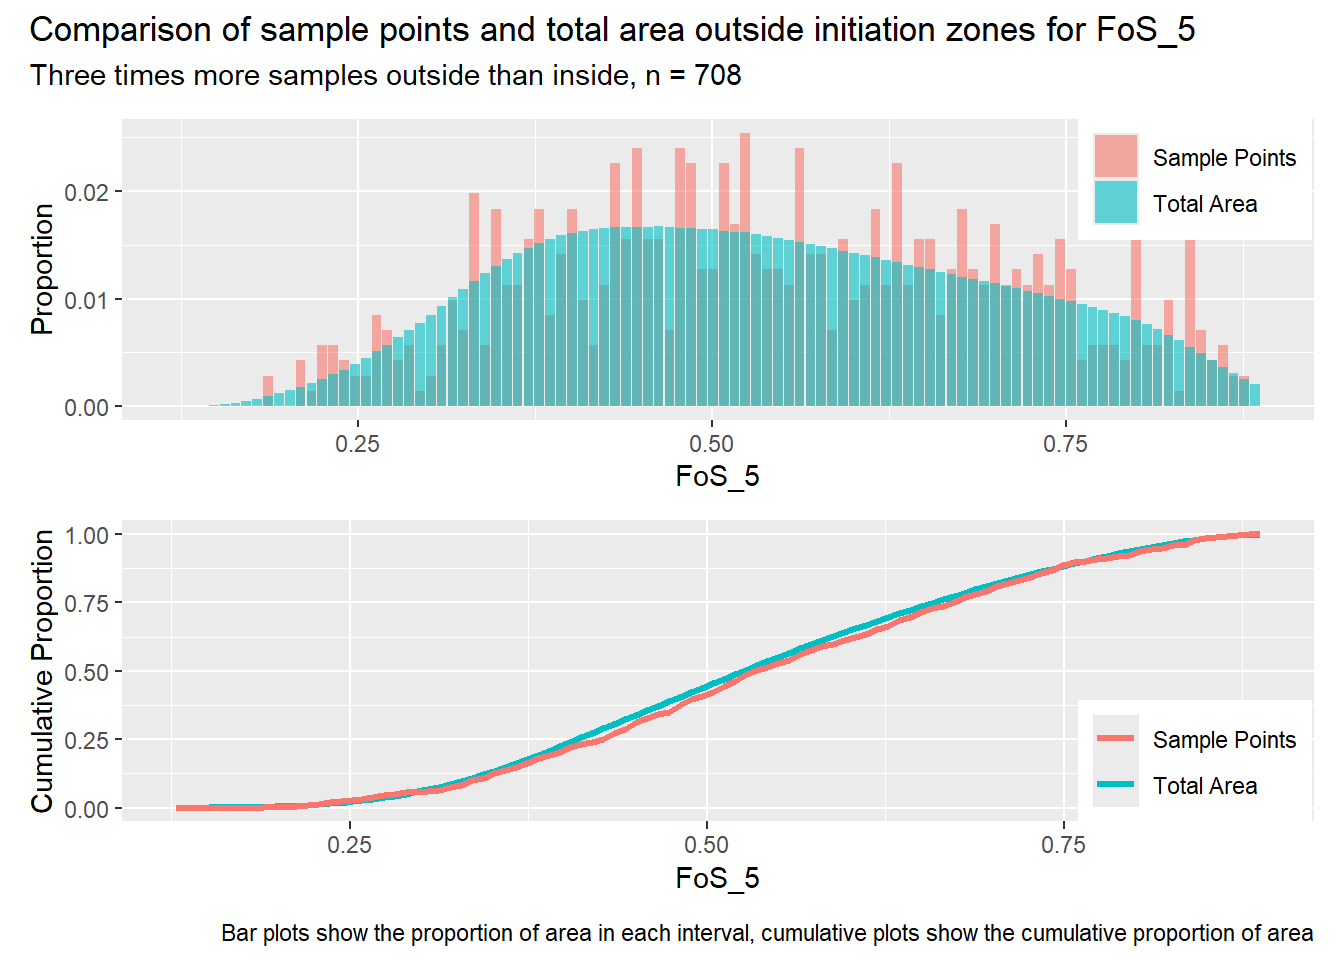 Comparison of sample points and total area outside initiation zones for FoS_5
Three times more samples outside than inside, n = 708
Proportion
0.02
0.01
0.00
Sample Points
Total Area
0.25 0.50 0.75
FoS_5
Cumulative Proportion
1.00
0.75
0.50
0.25
0.00
Sample Points
Total Area
0.25 0.50 0.75
FoS_5
Bar plots show the proportion of area in each interval, cumulative plots show the cumulative proportion of area